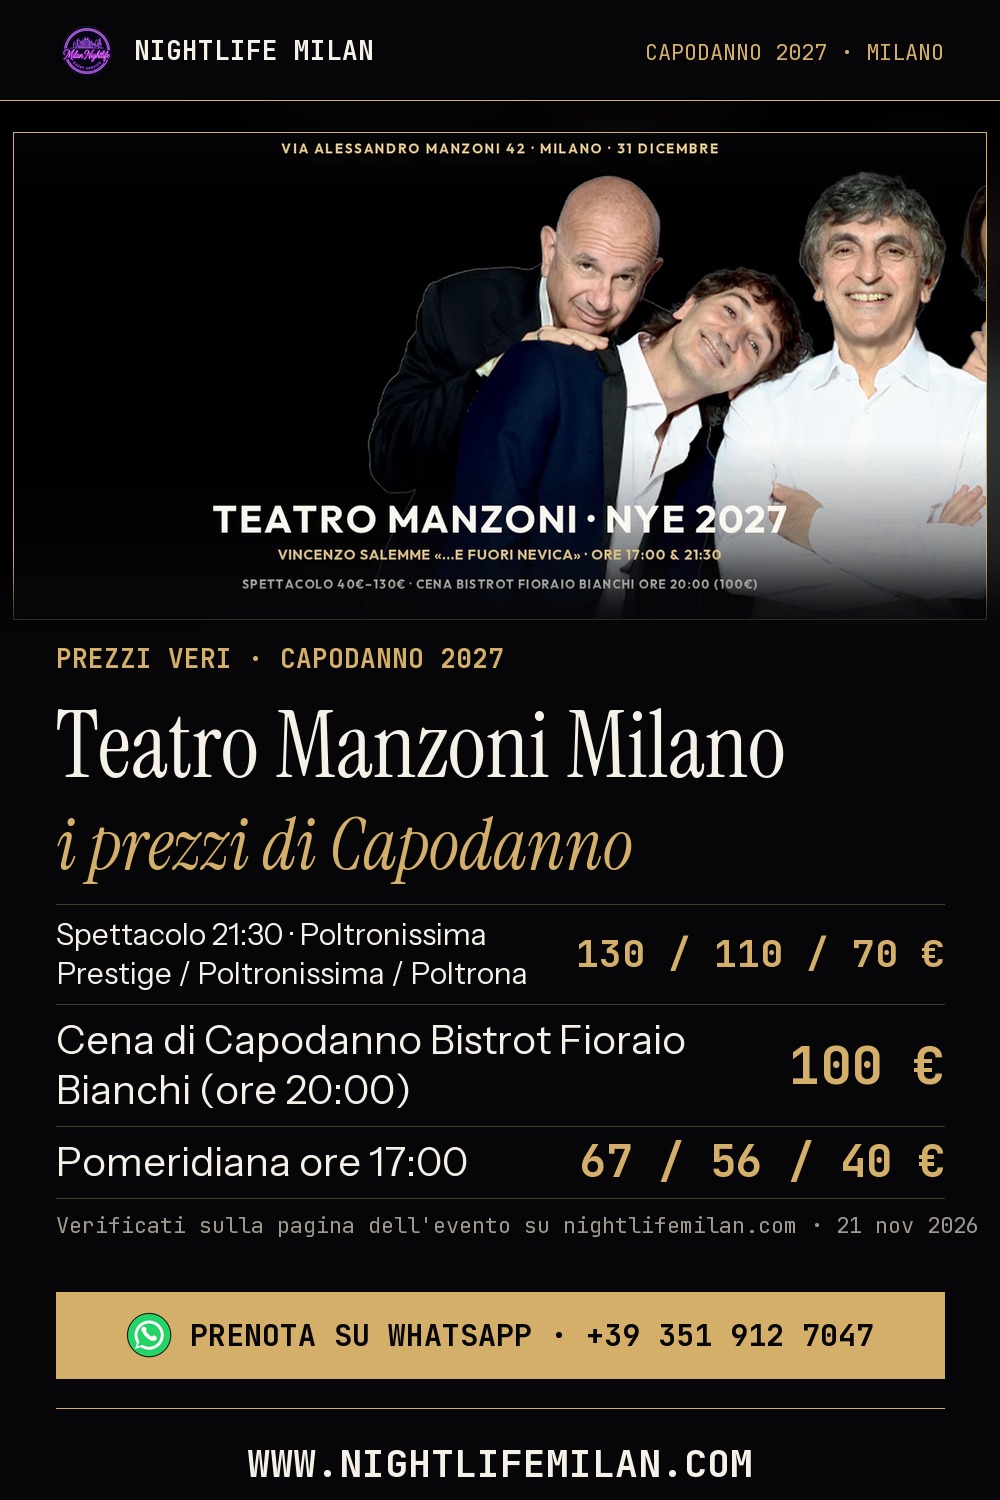 Milan Nightlife
NIGHTLIFE MILAN
CAPODANNO 2027 · MILANO
VIA ALESSANDRO MANZONI 42 · MILANO · 31 DICEMBRE
TEATRO MANZONI · NYE 2027
VINCENZO SALEMME «...E FUORI NEVICA» · ORE 17:00 & 21:30
SPETTACOLO 40€–130€ · CENA BISTROT FIORAIO BIANCHI ORE 20:00 (100€)
PREZZI VERI · CAPODANNO 2027
Teatro Manzoni Milano
i prezzi di Capodanno
Spettacolo 21:30 · Poltronissima
Prestige / Poltronissima / Poltrona
130 / 110 / 70 €
Cena di Capodanno Bistrot Fioraio
Bianchi (ore 20:00)
100 €
Pomeridiana ore 17:00
67 / 56 / 40 €
Verificati sulla pagina dell'evento su nightlifemilan.com · 21 nov 2026
PRENOTA SU WHATSAPP · +39 351 912 7047
WWW.NIGHTLIFEMILAN.COM